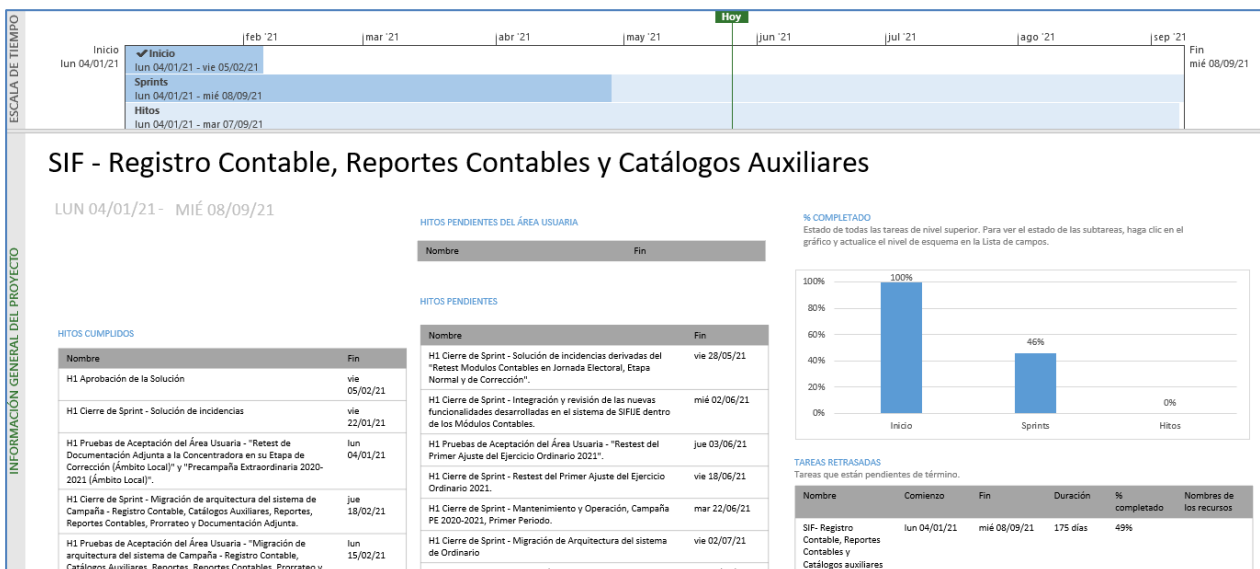 ESCALA DE TIEMPO
Hoy
feb '21
mar '21
abr '21
may '21
jun '21
jul '21
ago '21
sep '21
Inicio
lun 04/01/21
✔Inicio
lun 04/01/21 - vie 05/02/21
Sprints
lun 04/01/21 - mié 08/09/21
Hitos
lun 04/01/21 - mar 07/09/21
Fin
mié 08/09/21
INFORMACIÓN GENERAL DEL PROYECTO
SIF - Registro Contable, Reportes Contables y Catálogos Auxiliares
LUN 04/01/21 - MIÉ 08/09/21
HITOS CUMPLIDOS
Nombre Fin
H1 Aprobación de la Solución vie
05/02/21
H1 Cierre de Sprint - Solución de incidencias vie
22/01/21
H1 Pruebas de Aceptación del Área Usuaria - "Retest de lun
Documentación Adjunta a la Concentradora en su Etapa de 04/01/21
Corrección (Ámbito Local)" y "Precampaña Extraordinaria 2020-
2021 (Ámbito Local)".
H1 Cierre de Sprint - Migración de arquitectura del sistema de jue
Campaña - Registro Contable, Catálogos Auxiliares, Reportes, 18/02/21
Reportes Contables, Prorrateo y Documentación Adjunta.
H1 Pruebas de Aceptación del Área Usuaria - "Migración de lun
arquitectura del sistema de Campaña - Registro Contable, 15/02/21
Catálogos Auxiliares, Reportes, Reportes Contables, Prorrateo y
HITOS PENDIENTES DEL ÁREA USUARIA
Nombre Fin
HITOS PENDIENTES
Nombre Fin
H1 Cierre de Sprint - Solución de incidencias derivadas del vie 28/05/21
"Retest Modulos Contables en Jornada Electoral, Etapa
Normal y de Corrección".
H1 Cierre de Sprint - Integración y revisión de las nuevas mié 02/06/21
funcionalidades desarrolladas en el sistema de SIFIJE dentro
de los Módulos Contables.
H1 Pruebas de Aceptación del Área Usuaria - "Restest del jue 03/06/21
Primer Ajuste del Ejercicio Ordinario 2021".
H1 Cierre de Sprint - Restest del Primer Ajuste del Ejercicio vie 18/06/21
Ordinario 2021.
H1 Cierre de Sprint - Mantenimiento y Operación, Campaña mar 22/06/21
PE 2020-2021, Primer Periodo.
H1 Cierre de Sprint - Migración de Arquitectura del sistema vie 02/07/21
de Ordinario
% COMPLETADO
Estado de todas las tareas de nivel superior. Para ver el estado de las subtareas, haga clic en el
gráfico y actualice el nivel de esquema en la Lista de campos.
100%
80%
60%
40%
20%
0%
100%
46%
0%
Inicio
Sprints
Hitos
TAREAS RETRASADAS
Tareas que están pendientes de término.
Nombre Comienzo Fin Duración % completado Nombres de los recursos
SIF- Registro lun 04/01/21 mié 08/09/21 175 días 49%
Contable, Reportes
Contables y
Catálogos auxiliares